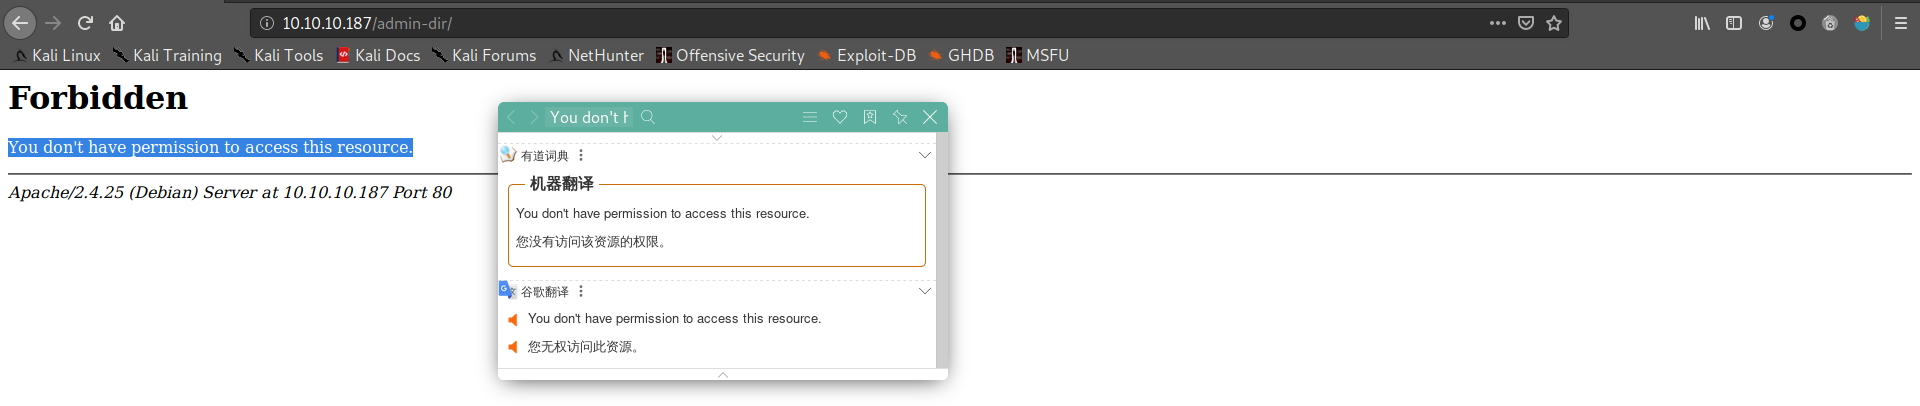 10.10.10.187/admin-dir/
Kali Linux Kali Training Kali Tools Kali Docs Kali Forums NetHunter Offensive Security Exploit-DB GHDB MSFU
Forbidden
You don't have permission to access this resource.
Apache/2.4.25 (Debian) Server at 10.10.10.187 Port 80
You don't h
有道词典
机器翻译
You don't have permission to access this resource.
您没有访问该资源的权限。
谷歌翻译
You don't have permission to access this resource.
您无权访问此资源。